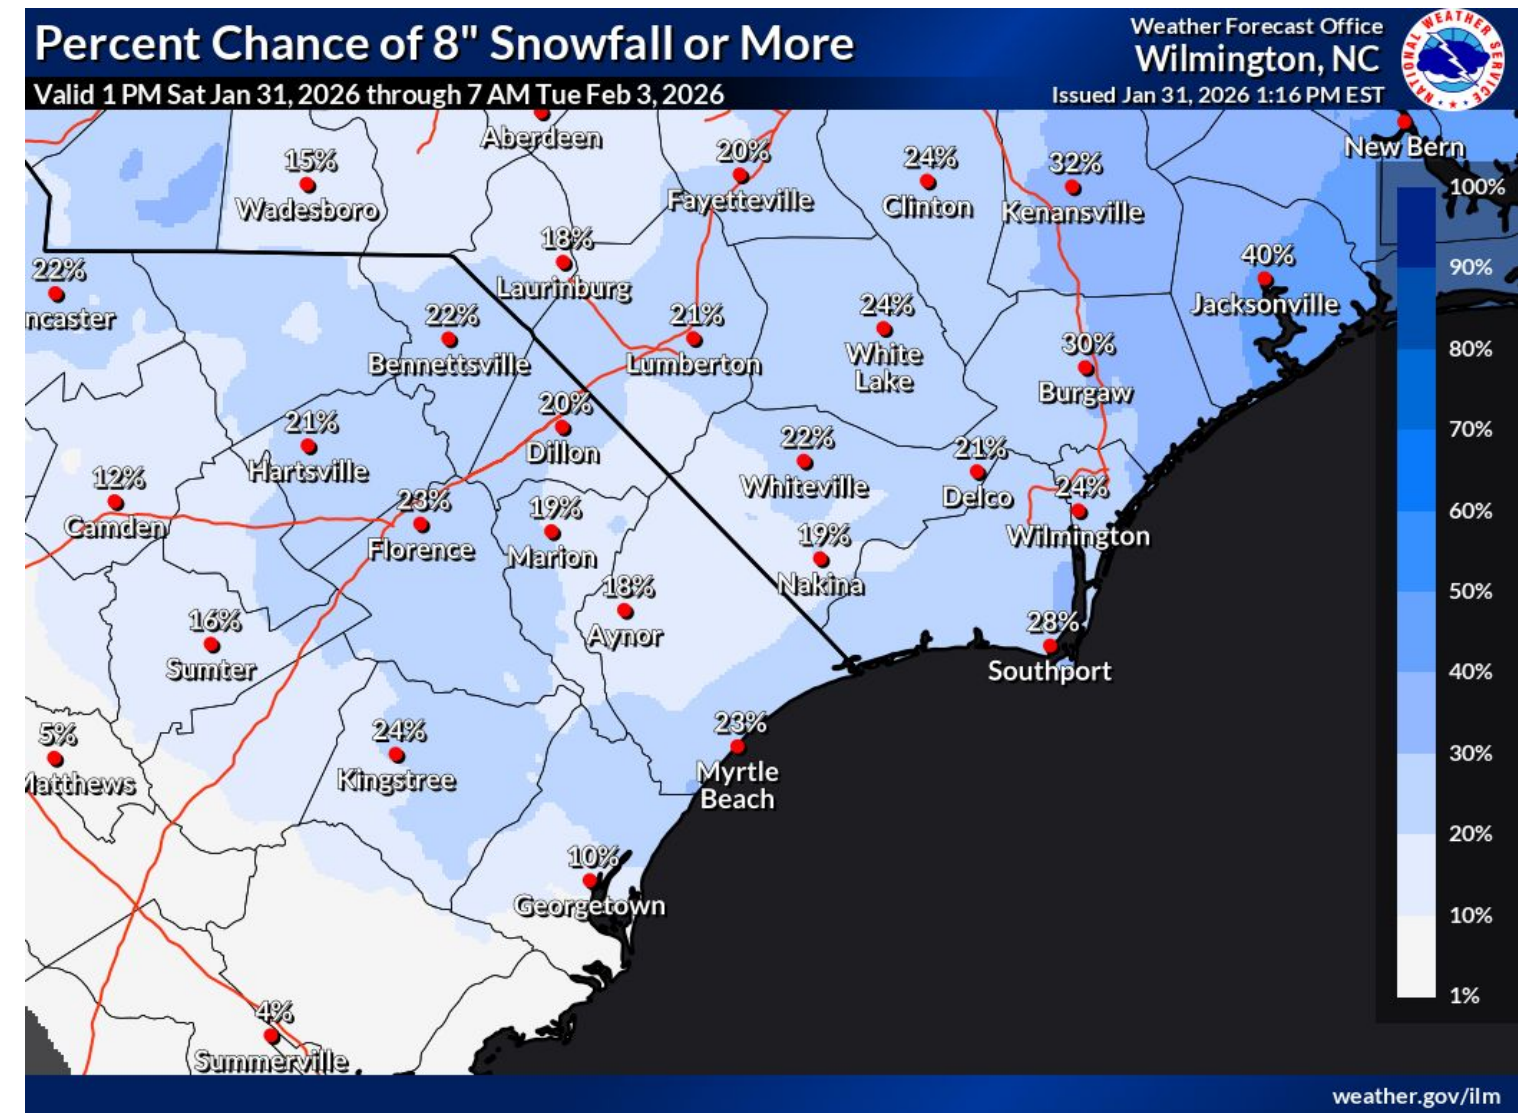 Percent Chance of 8" Snowfall or More
Valid 1 PM Sat Jan 31, 2026 through 7 AM Tue Feb 3, 2026
Weather Forecast Office
Wilmington, NC
Issued Jan 31, 2026 1:16 PM EST
NATIONAL WEATHER SERVICE
Aberdeen
New Bern
15%
Wadesboro
20%
Fayetteville
24%
Clinton
32%
Kenansville
18%
Laurinburg
40%
Jacksonville
22%
ncaster
22%
Bennettsville
21%
Lumberton
24%
White
Lake
30%
Burgaw
21%
Hartsville
20%
Dillon
22%
Whiteville
21%
Delco
12%
Camden
23%
Florence
19%
Marion
24%
Wilmington
19%
Nakina
18%
Aynor
16%
Sumter
28%
Southport
5%
Matthews
24%
Kingstree
23%
Myrtle
Beach
10%
Georgetown
4%
Summerville
100%
90%
80%
70%
60%
50%
40%
30%
20%
10%
1%
weather.gov/ilm